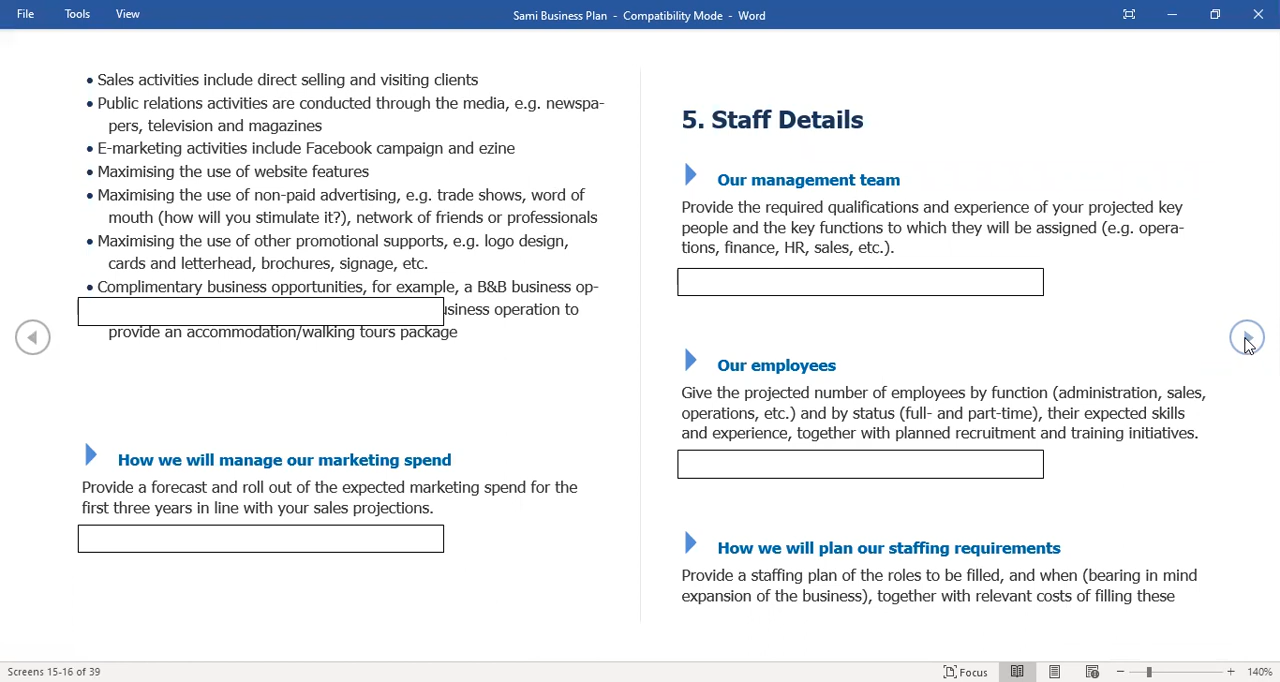 File Tools View
Sami Business Plan - Compatibility Mode - Word
• Sales activities include direct selling and visiting clients
• Public relations activities are conducted through the media, e.g. newspa-
pers, television and magazines
• E-marketing activities include Facebook campaign and ezine
• Maximising the use of website features
• Maximising the use of non-paid advertising, e.g. trade shows, word of
mouth (how will you stimulate it?), network of friends or professionals
• Maximising the use of other promotional supports, e.g. logo design,
cards and letterhead, brochures, signage, etc.
• Complimentary business opportunities, for example, a B&B business op-
usiness operation to
provide an accommodation/walking tours package
How we will manage our marketing spend
Provide a forecast and roll out of the expected marketing spend for the
first three years in line with your sales projections.
5. Staff Details
Our management team
Provide the required qualifications and experience of your projected key
people and the key functions to which they will be assigned (e.g. opera-
tions, finance, HR, sales, etc.).
Our employees
Give the projected number of employees by function (administration, sales,
operations, etc.) and by status (full- and part-time), their expected skills
and experience, together with planned recruitment and training initiatives.
How we will plan our staffing requirements
Provide a staffing plan of the roles to be filled, and when (bearing in mind
expansion of the business), together with relevant costs of filling these
Screens 15-16 of 39
Focus
140%